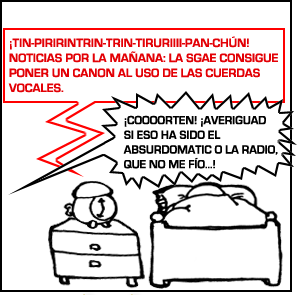 ¡TIN-PIRIRINTRIN-TRIN-TIRURIIII-PAN-CHÚN!
NOTICIAS POR LA MAÑANA: LA SGAE CONSIGUE
PONER UN CANON AL USO DE LAS CUERDAS
VOCALES.
¡COOOORTEN! ¡AVERIGUAD
SI ESO HA SIDO EL
ABSURDOMATIC O LA RADIO,
QUE NO ME FÍO...!